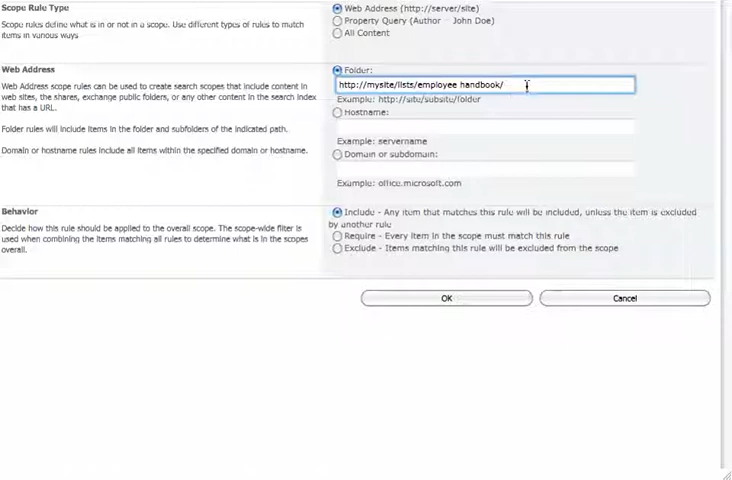 Scope Rule Type
Scope rules define what is in or not in a scope. Use different types of rules to match
items in various ways
Web Address (http://server/site)
Property Query (Author - John Doe)
All Content
Web Address
Web Address scope rules can be used to create search scopes that include content in
web sites, the shares, exchange public folders, or any other content in the search index
that has a URL.
Folder rules will include items in the folder and subfolders of the indicated path.
Domain or hostname rules include all items within the specified domain or hostname.
Folder:
http://mysite/lists/employee handbook/
Example: http://site/subsite/folder
Hostname:
Example: servername
Domain or subdomain:
Example: office.microsoft.com
Behavior
Decide how this rule should be applied to the overall scope. The scope-wide filter is
used when combining the items matching all rules to determine what is in the scopes
overall.
Include - Any item that matches this rule will be included, unless the item is excluded
by another rule
Require - Every item in the scope must match this rule
Exclude - Items matching this rule will be excluded from the scope
OK
Cancel